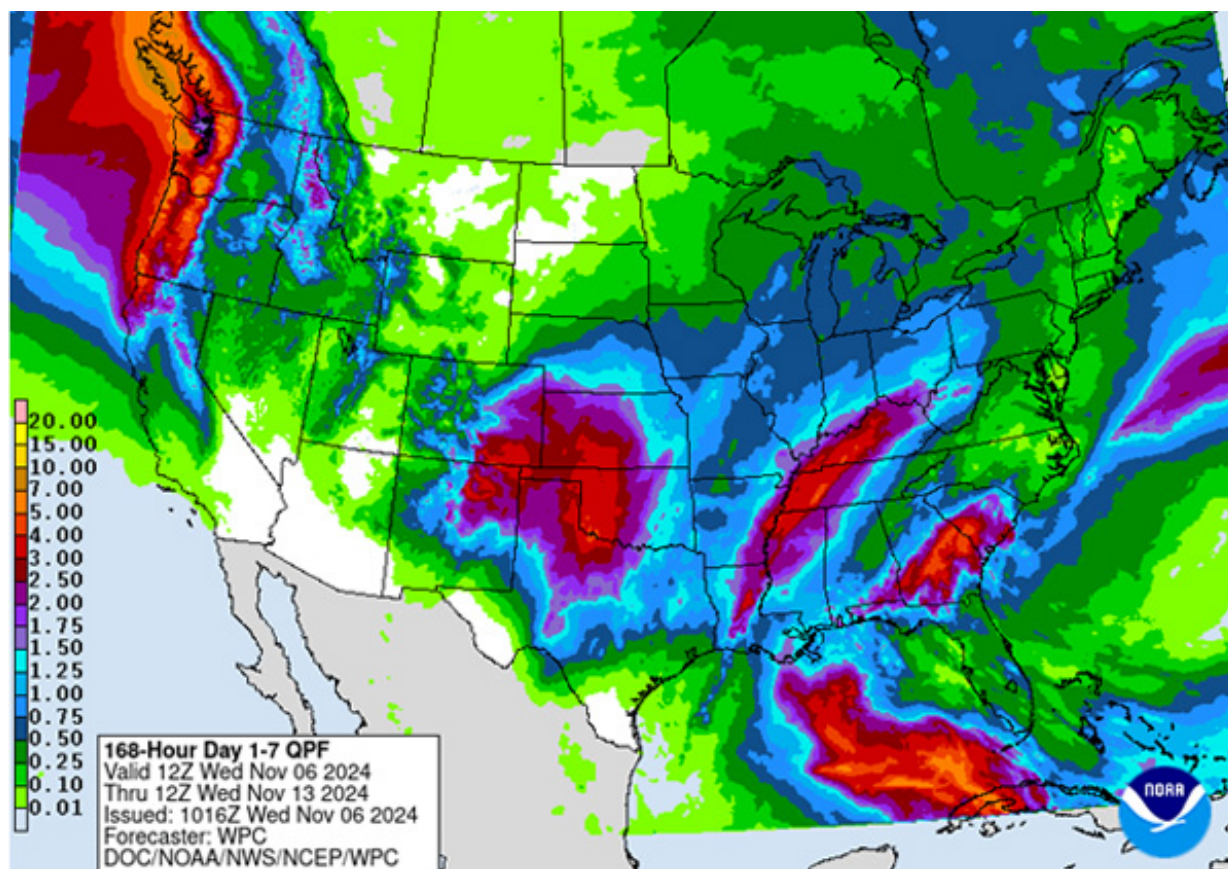 20.00
15.00
10.00
7.00
5.00
4.00
3.00
2.50
2.00
1.75
1.50
1.25
1.00
0.75
0.50
0.25
0.10
0.01
168-Hour Day 1-7 QPF
Valid 12Z Wed Nov 06 2024
Thru 12Z Wed Nov 13 2024
Issued: 1016Z Wed Nov 06 2024
Forecaster: WPC
DOC/NOAA/NWS/NCEP/WPC
NOAA